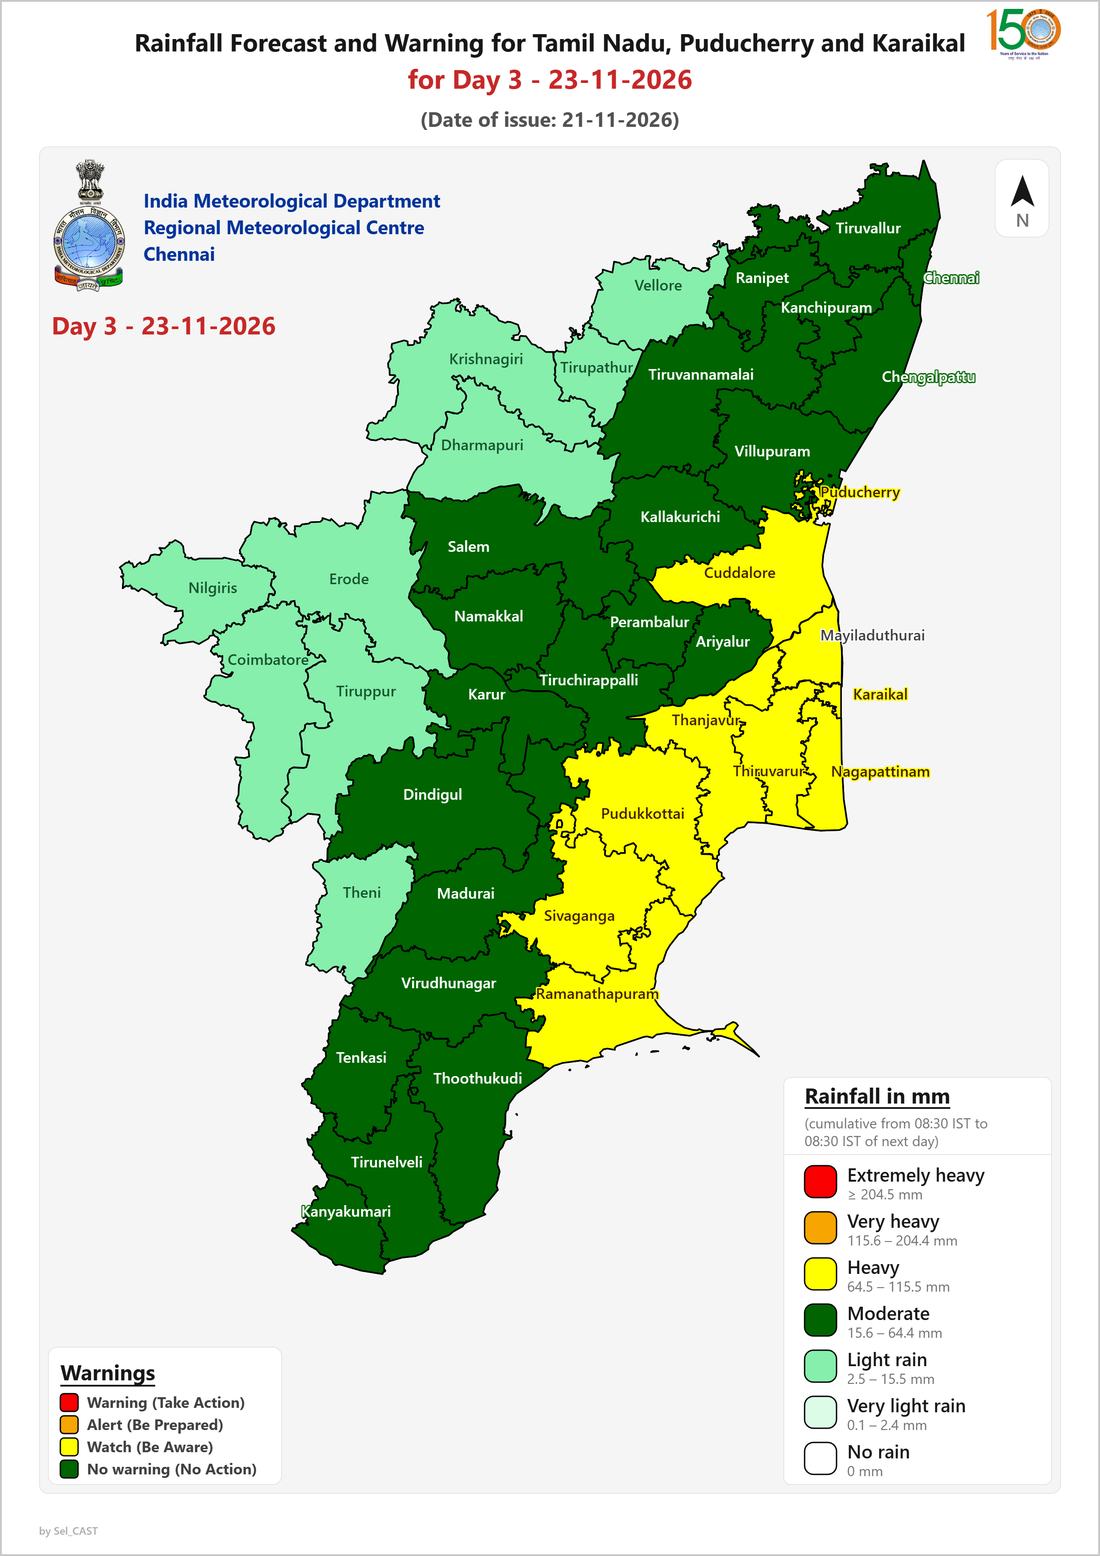 Rainfall Forecast and Warning for Tamil Nadu, Puducherry and Karaikal
for Day 3 - 23-11-2026
(Date of issue: 21-11-2026)
150
Years of Service to the Nation
India Meteorological Department
Regional Meteorological Centre
Chennai
Day 3 - 23-11-2026
N
Tiruvallur
Chennai
Ranipet
Vellore
Kanchipuram
Krishnagiri
Tirupathur
Tiruvannamalai
Chengalpattu
Dharmapuri
Villupuram
Puducherry
Kallakurichi
Salem
Cuddalore
Erode
Nilgiris
Namakkal
Perambalur
Ariyalur
Mayiladuthurai
Coimbatore
Tiruchirappalli
Tiruppur
Karur
Karaikal
Thanjavur
Thiruvarur
Nagapattinam
Dindigul
Pudukkottai
Theni
Madurai
Sivaganga
Virudhunagar
Ramanathapuram
Tenkasi
Thoothukudi
Tirunelveli
Kanyakumari
Rainfall in mm
(cumulative from 08:30 IST to
08:30 IST of next day)
Extremely heavy
≥ 204.5 mm
Very heavy
115.6 – 204.4 mm
Heavy
64.5 – 115.5 mm
Moderate
15.6 – 64.4 mm
Light rain
2.5 – 15.5 mm
Very light rain
0.1 – 2.4 mm
No rain
0 mm
Warnings
Warning (Take Action)
Alert (Be Prepared)
Watch (Be Aware)
No warning (No Action)
by Sel_CAST